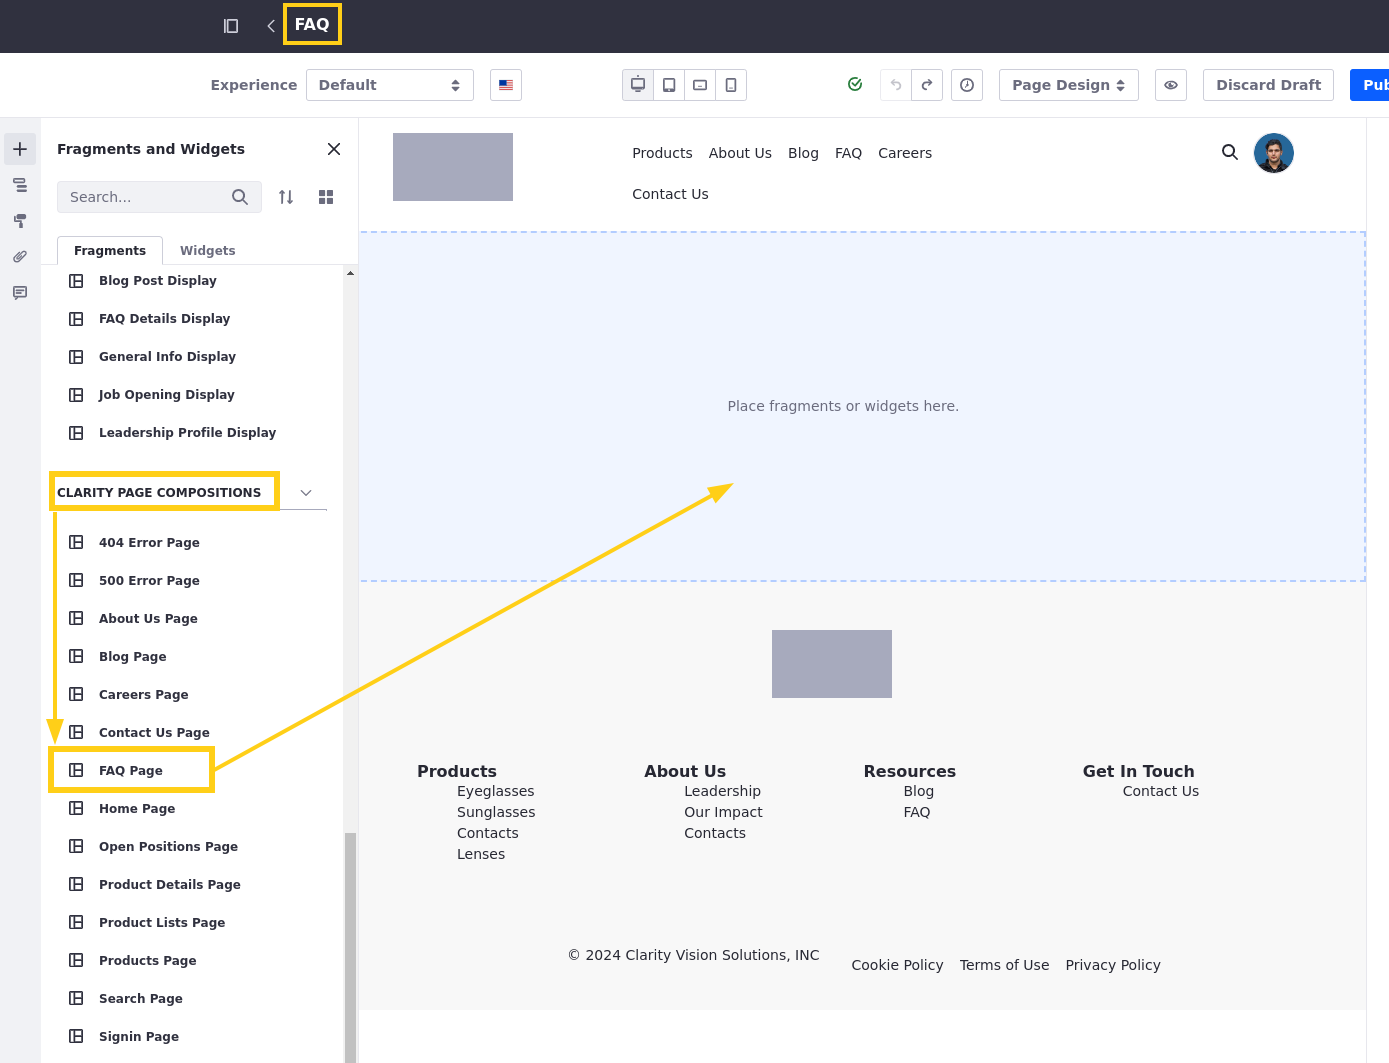 FAQ
Experience Default Page Design Discard Draft Pub
Fragments and Widgets
Search...
Fragments Widgets
Blog Post Display
FAQ Details Display
General Info Display
Job Opening Display
Leadership Profile Display
CLARITY PAGE COMPOSITIONS
404 Error Page
500 Error Page
About Us Page
Blog Page
Careers Page
Contact Us Page
FAQ Page
Home Page
Open Positions Page
Product Details Page
Product Lists Page
Products Page
Search Page
Signin Page
Products About Us Blog FAQ Careers
Contact Us
Place fragments or widgets here.
Products
Eyeglasses
Sunglasses
Contacts
Lenses
About Us
Leadership
Our Impact
Contacts
Resources
Blog
FAQ
Get In Touch
Contact Us
© 2024 Clarity Vision Solutions, INC
Cookie Policy Terms of Use Privacy Policy